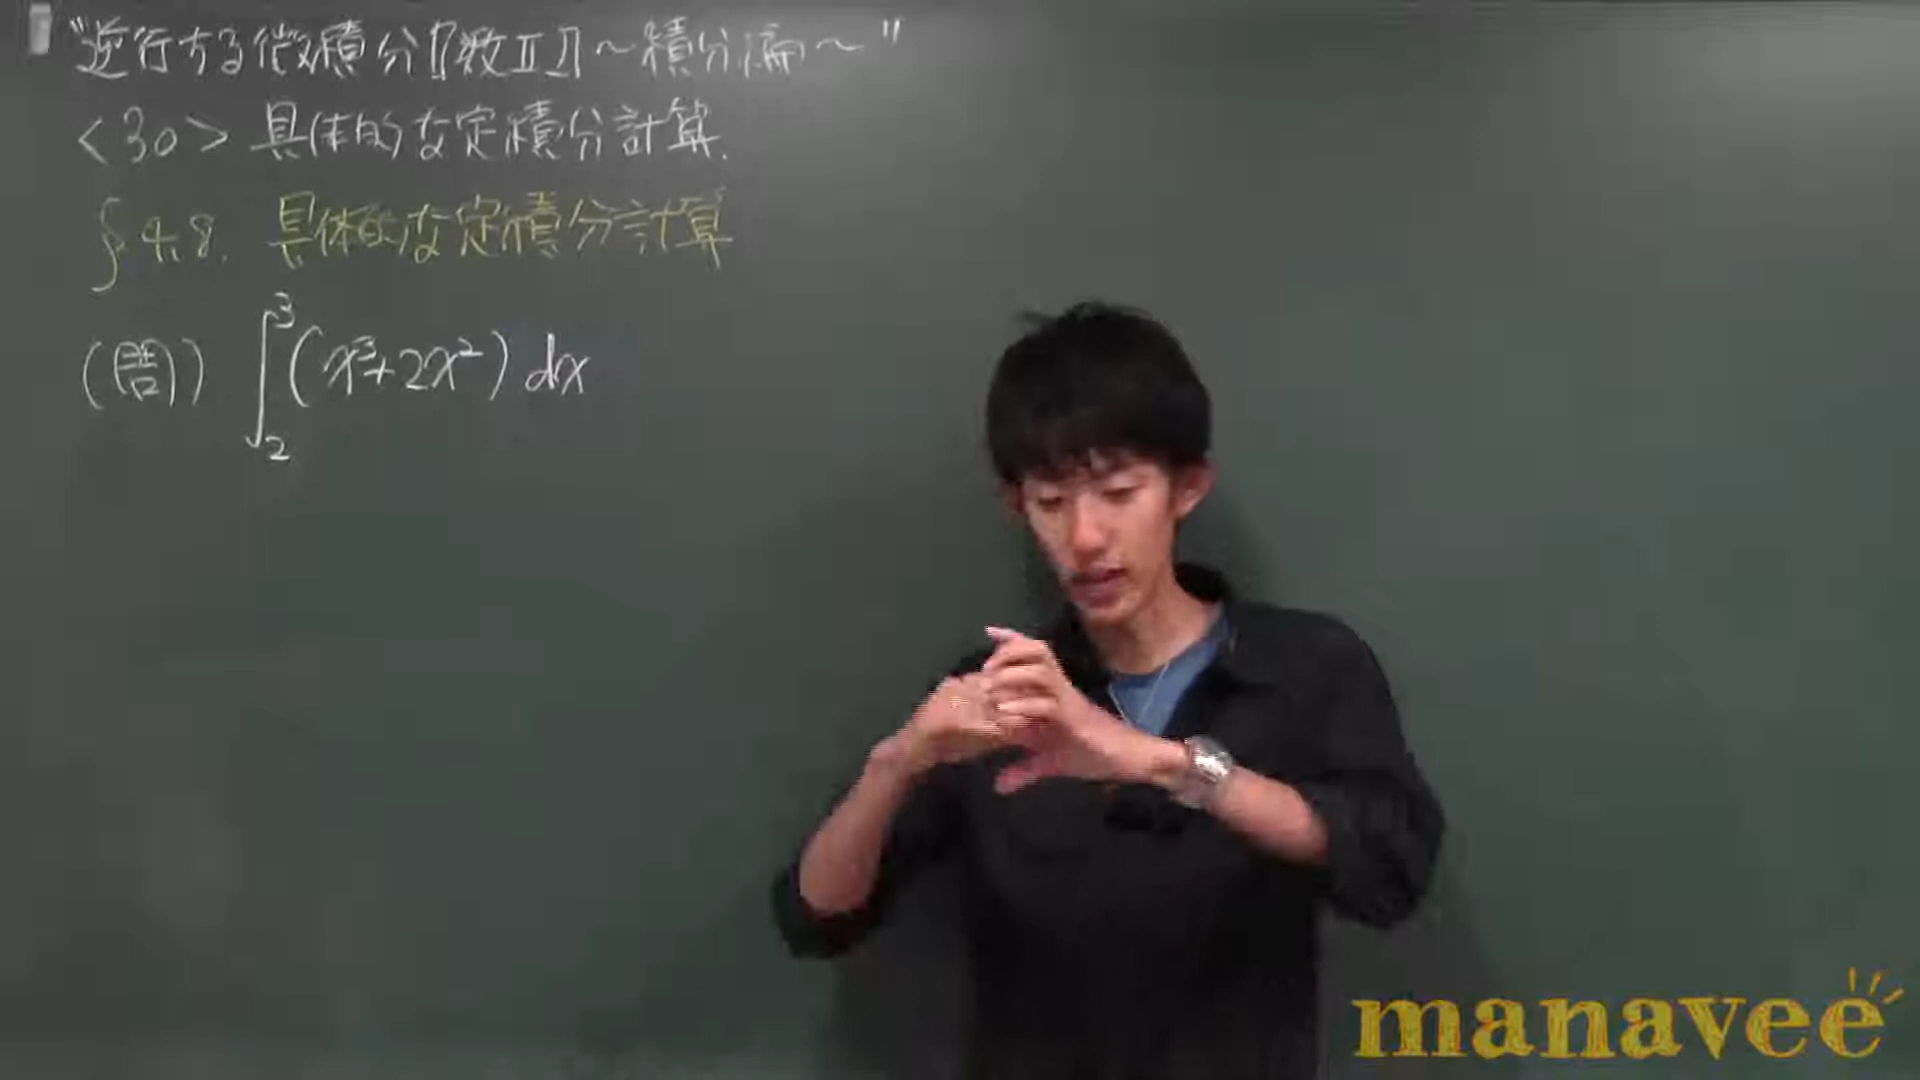 "逆行する微積分『数Ⅱ』～積分編～"
<30> 具体的な定積分計算.
§4.8. 具体的な定積分計算
(問) ∫₂³ (x³+2x²) dx
manavee